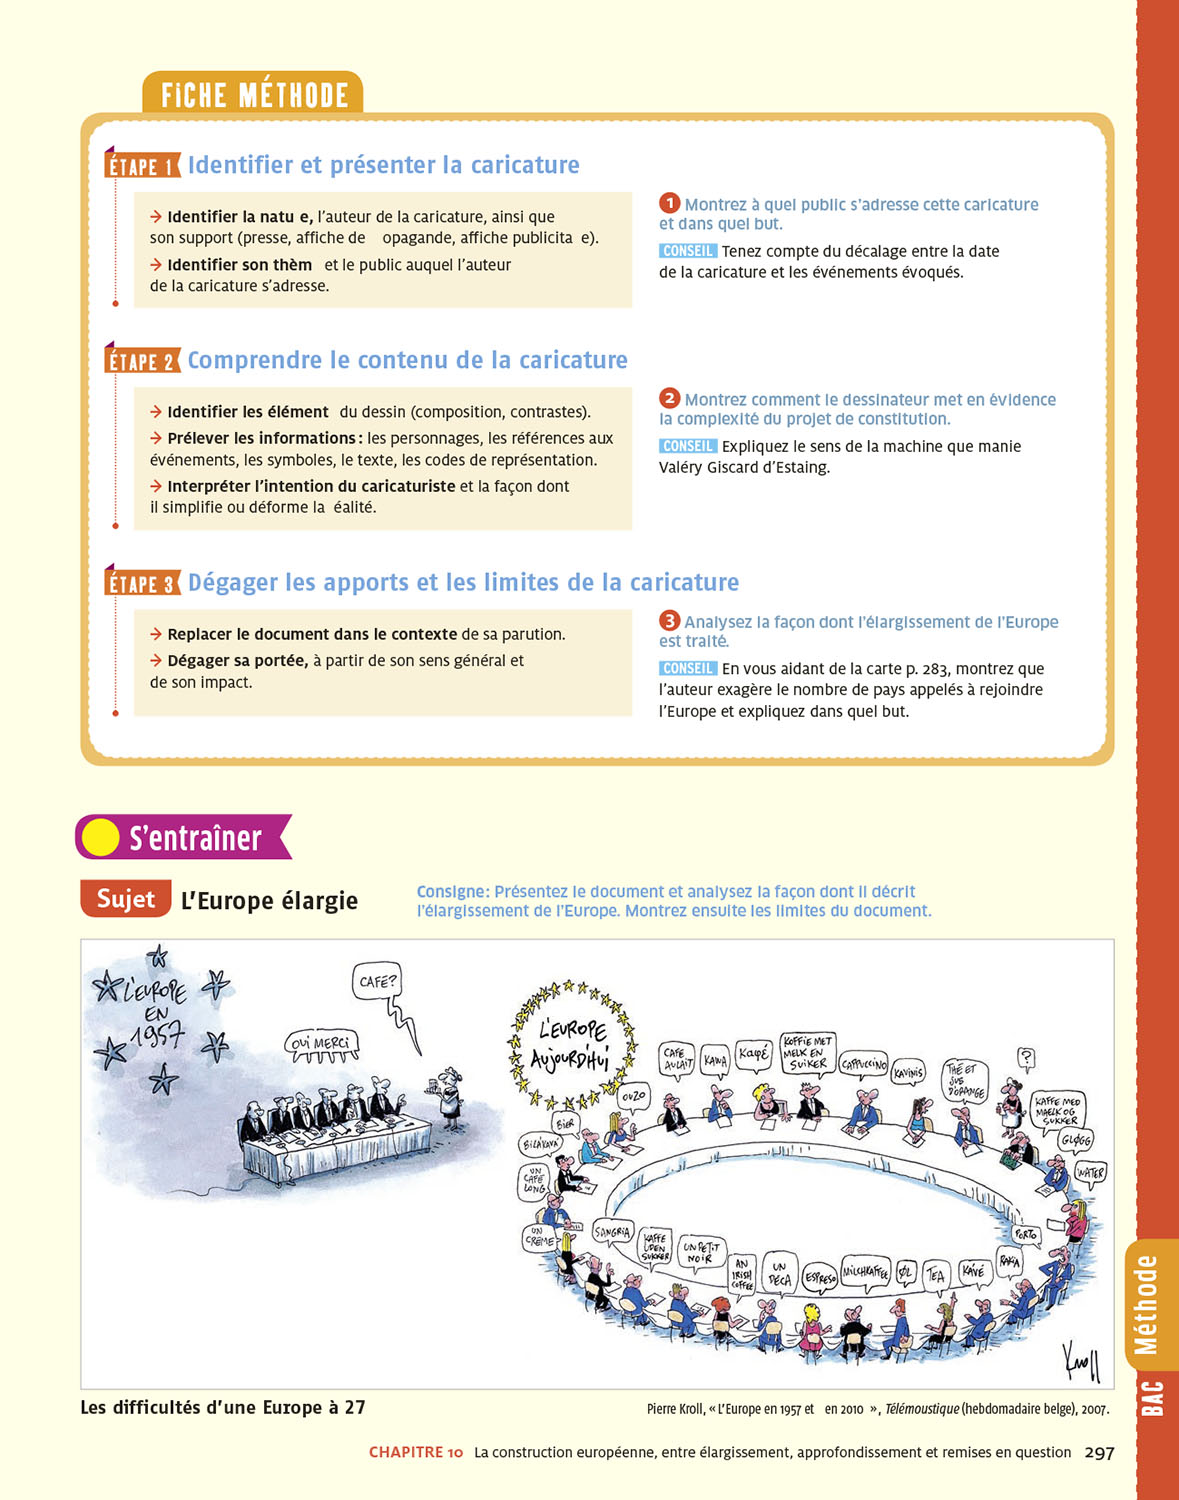 FiCHE MÉTHODE
ÉTAPE 1 Identifier et présenter la caricature
→ Identifier la natu e, l'auteur de la caricature, ainsi que
son support (presse, affiche de opagande, affiche publicita e).
→ Identifier son thèm et le public auquel l'auteur
de la caricature s'adresse.
1 Montrez à quel public s'adresse cette caricature
et dans quel but.
CONSEIL Tenez compte du décalage entre la date
de la caricature et les événements évoqués.
ÉTAPE 2 Comprendre le contenu de la caricature
→ Identifier les élément du dessin (composition, contrastes).
→ Prélever les informations : les personnages, les références aux
événements, les symboles, le texte, les codes de représentation.
→ Interpréter l'intention du caricaturiste et la façon dont
il simplifie ou déforme la éalité.
2 Montrez comment le dessinateur met en évidence
la complexité du projet de constitution.
CONSEIL Expliquez le sens de la machine que manie
Valéry Giscard d'Estaing.
ÉTAPE 3 Dégager les apports et les limites de la caricature
→ Replacer le document dans le contexte de sa parution.
→ Dégager sa portée, à partir de son sens général et
de son impact.
3 Analysez la façon dont l'élargissement de l'Europe
est traité.
CONSEIL En vous aidant de la carte p. 283, montrez que
l'auteur exagère le nombre de pays appelés à rejoindre
l'Europe et expliquez dans quel but.
S'entraîner
Sujet L'Europe élargie
Consigne : Présentez le document et analysez la façon dont il décrit
l'élargissement de l'Europe. Montrez ensuite les limites du document.
L'EUROPE
EN
1957
CAFÉ?
OUI MERCI
L'EUROPE
AUJOURD'HUI
OUZO
CAFE
AU LAIT
KAWA
Καφέ
KOFFIE MET
MELK EN
SUIKER
CAPPUCCINO
KAVINIS
THÉ ET
JUS
D'ORANGE
?
KAFFE MED
MAELK OG
SUKKER
GLØGG
WATER
PORTO
BIER
BILÁKAVÁ
UN
CAFÉ
LONG
UN
CREME
SANGRIA
KAFFE
UDEN
SUKKER
UN PETIT
NOIR
AN
IRISH
COFFEE
UN
DECA
ESPRESO
MILCHKAFFEE
ØL
TEA
KÁVÉ
RAKIA
Kroll
Les difficultés d'une Europe à 27
Pierre Kroll, « L'Europe en 1957 et en 2010 », Télémoustique (hebdomadaire belge), 2007.
CHAPITRE 10 La construction européenne, entre élargissement, approfondissement et remises en question 297
Méthode
BAC